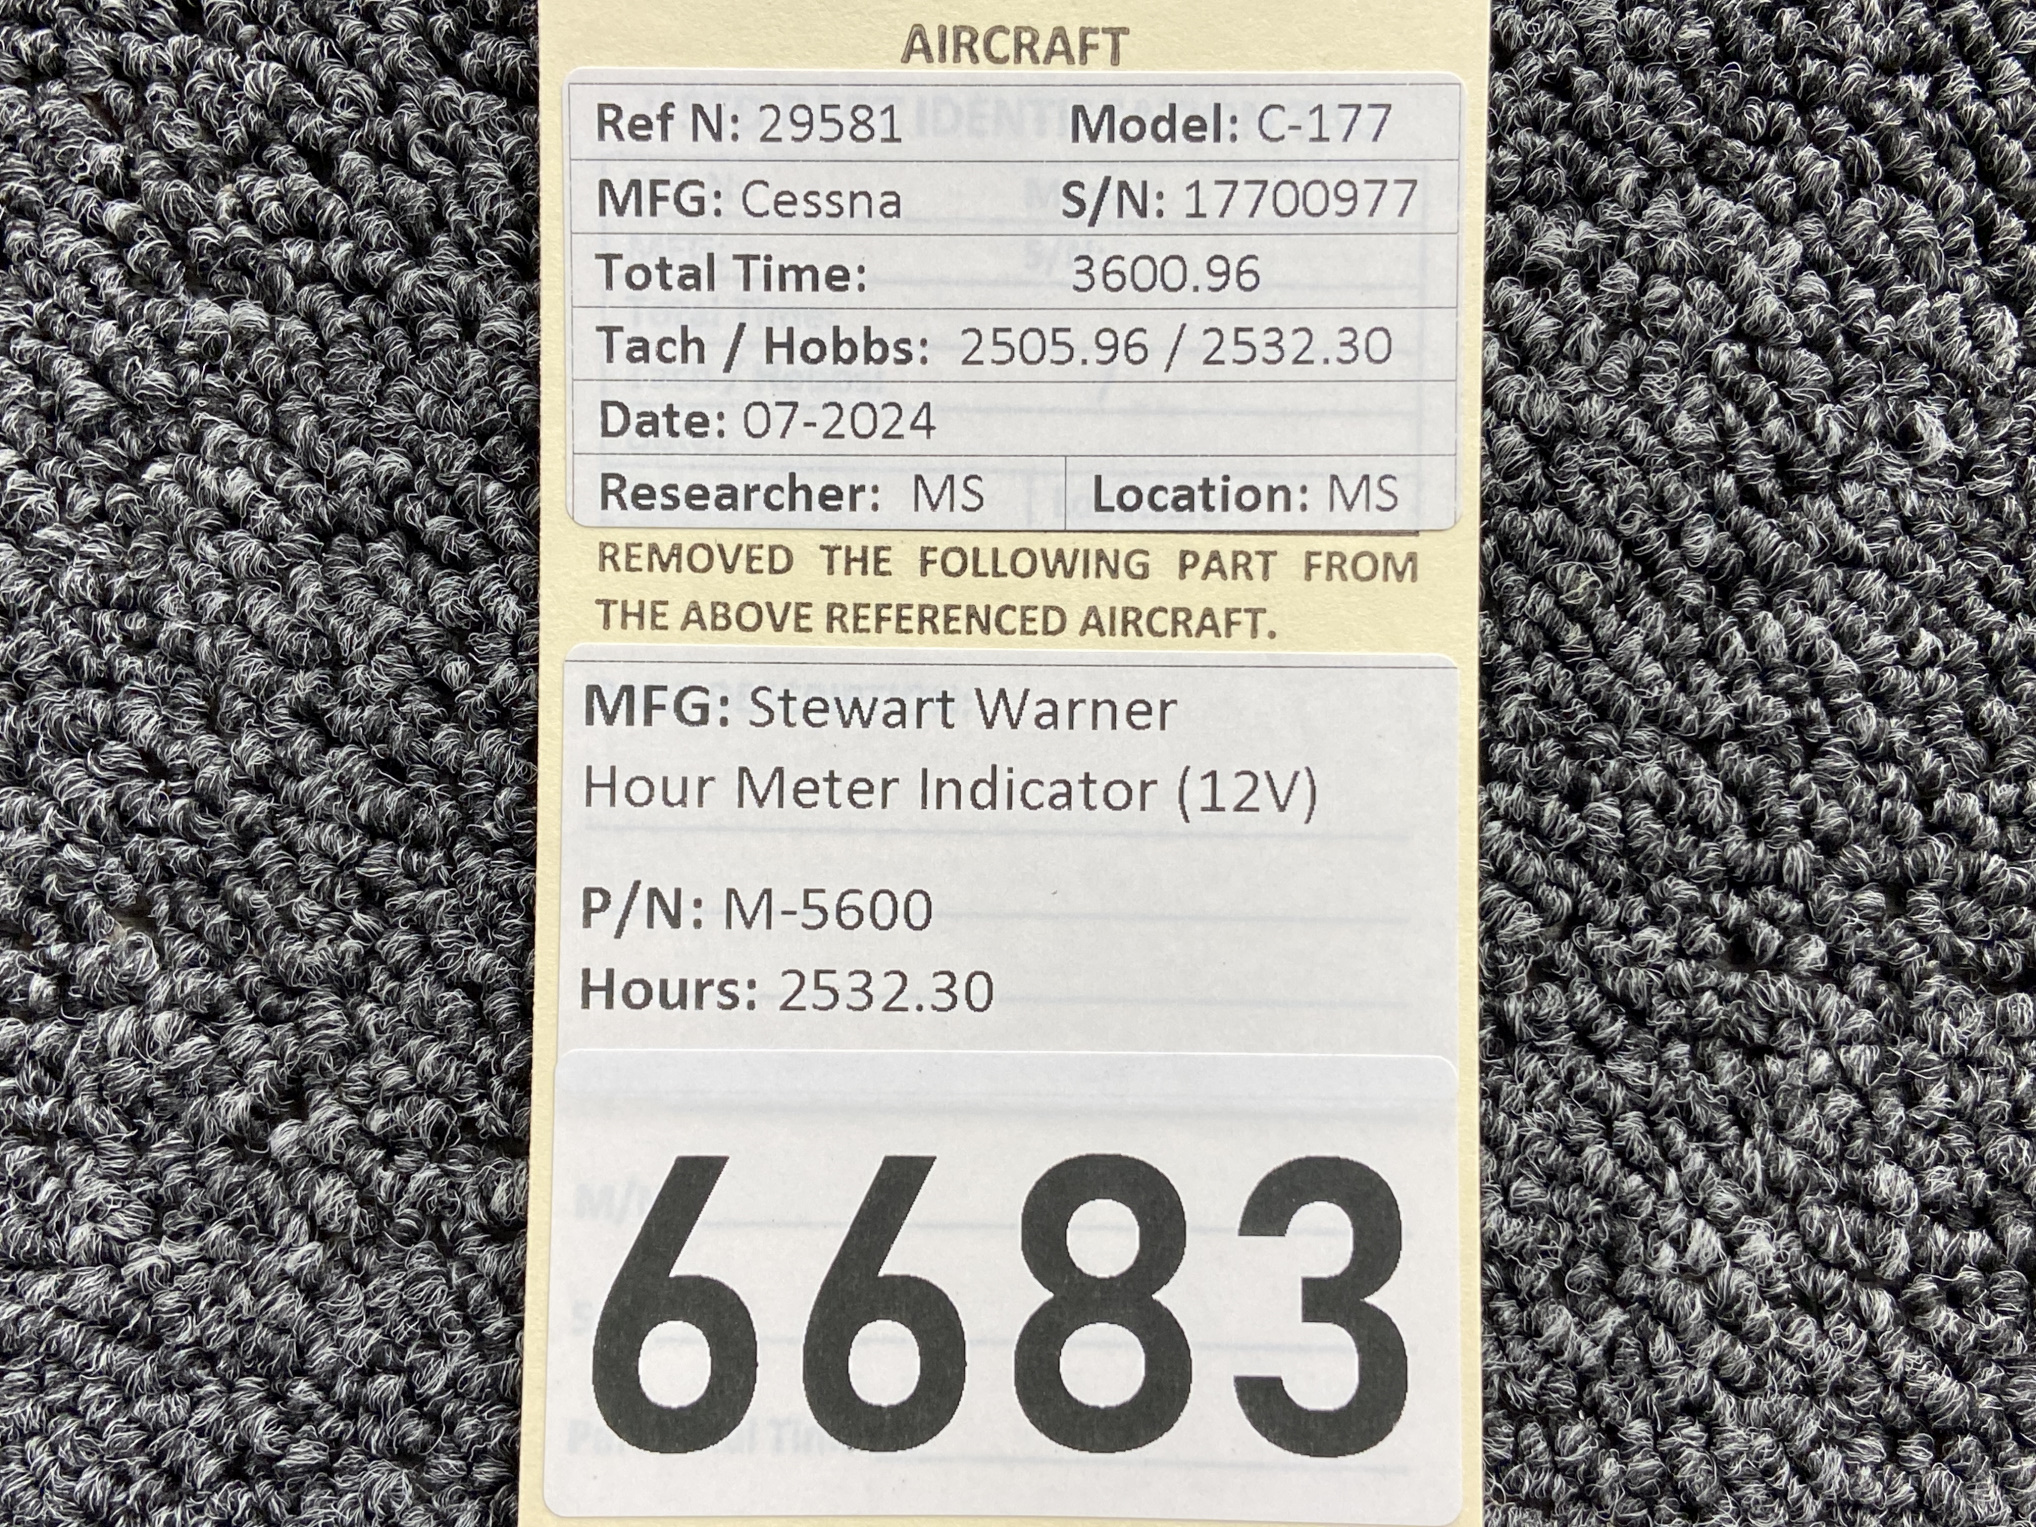 AIRCRAFT
Ref N: 29581 Model: C-177
MFG: Cessna S/N: 17700977
Total Time: 3600.96
Tach / Hobbs: 2505.96 / 2532.30
Date: 07-2024
Researcher: MS Location: MS
REMOVED THE FOLLOWING PART FROM
THE ABOVE REFERENCED AIRCRAFT.
MFG: Stewart Warner
Hour Meter Indicator (12V)
P/N: M-5600
Hours: 2532.30
6683